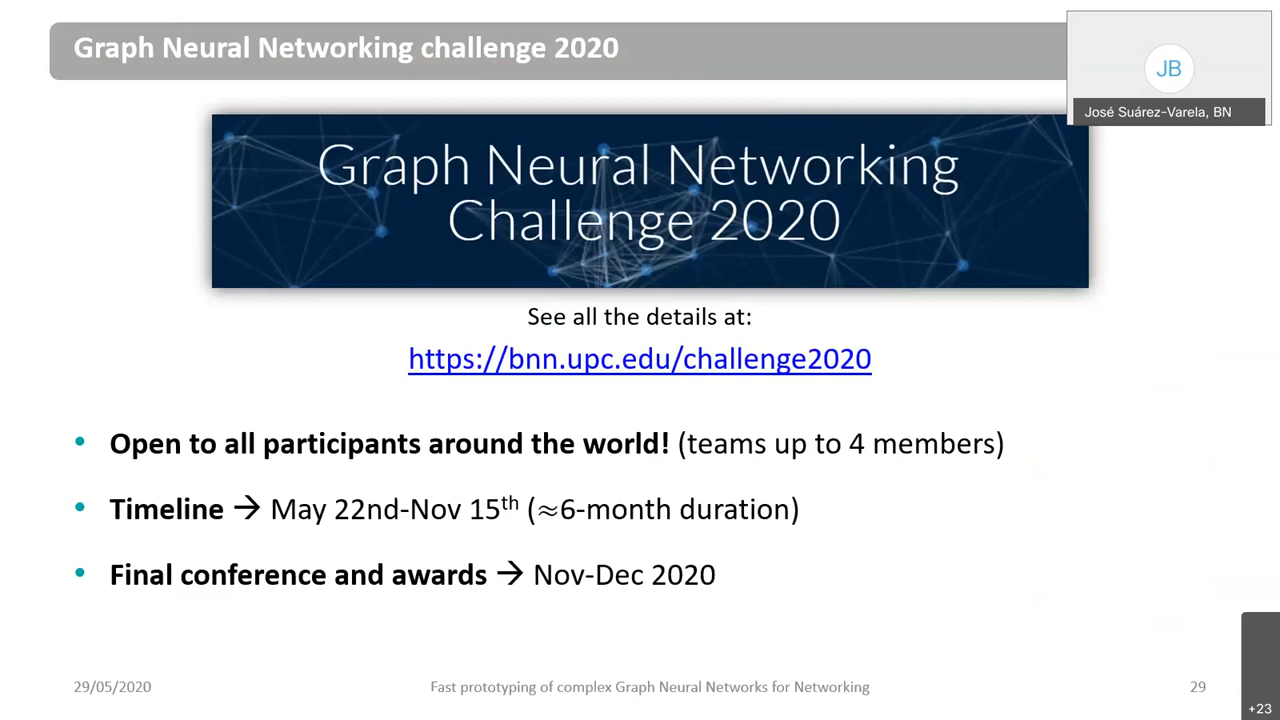 Graph Neural Networking challenge 2020
JB
José Suárez-Varela, BN
Graph Neural Networking
Challenge 2020
See all the details at:
https://bnn.upc.edu/challenge2020
• Open to all participants around the world! (teams up to 4 members)
• Timeline → May 22nd-Nov 15th (≈6-month duration)
• Final conference and awards → Nov-Dec 2020
29/05/2020
Fast prototyping of complex Graph Neural Networks for Networking
29
+23